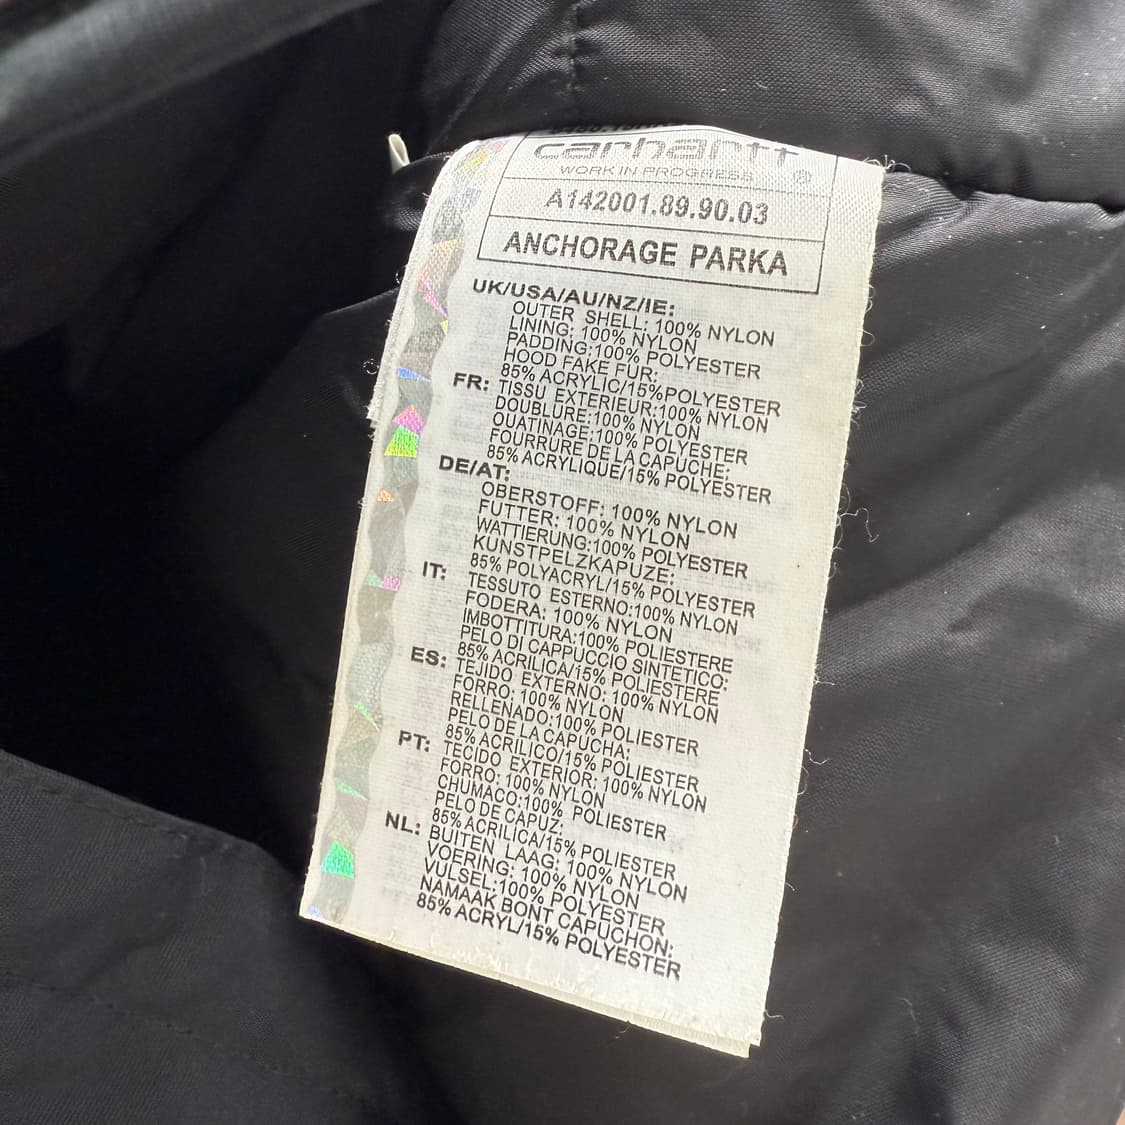 carhartt
WORK IN PROGRESS ®
A142001.89.90.03
ANCHORAGE PARKA
UK/USA/AU/NZ/IE:
OUTER SHELL: 100% NYLON
LINING: 100% NYLON
PADDING:100% POLYESTER
HOOD FAKE FUR:
85% ACRYLIC/15%POLYESTER
FR: TISSU EXTERIEUR:100% NYLON
DOUBLURE:100% NYLON
OUATINAGE:100% POLYESTER
FOURRURE DE LA CAPUCHE:
85% ACRYLIQUE/15% POLYESTER
DE/AT:
OBERSTOFF: 100% NYLON
FUTTER: 100% NYLON
WATTIERUNG:100% POLYESTER
KUNSTPELZKAPUZE:
85% POLYACRYL/15% POLYESTER
IT: TESSUTO ESTERNO:100% NYLON
FODERA: 100% NYLON
IMBOTTITURA:100% POLIESTERE
PELO DI CAPPUCCIO SINTETICO:
85% ACRILICA/15% POLIESTERE
ES: TEJIDO EXTERNO: 100% NYLON
FORRO: 100% NYLON
RELLENADO:100% POLIESTER
PELO DE LA CAPUCHA:
85% ACRILICO/15% POLIESTER
PT: TECIDO EXTERIOR: 100% NYLON
FORRO: 100% NYLON
CHUMACO:100% POLIESTER
PELO DE CAPUZ:
85% ACRILICA/15% POLIESTER
NL: BUITEN LAAG: 100% NYLON
VOERING: 100% NYLON
VULSEL:100% POLYESTER
NAMAAK BONT CAPUCHON:
85% ACRYL/15% POLYESTER